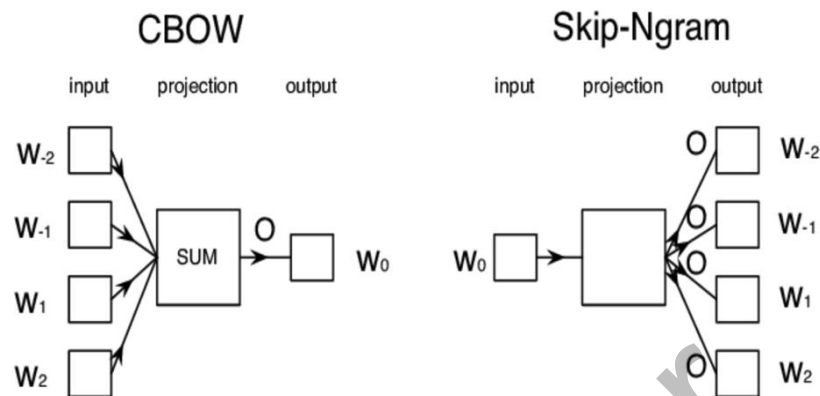 CBOW
input projection output
W-2
W-1
W1
W2
SUM
O
W0
Skip-Ngram
input projection output
W0
O
O
O
O
W-2
W-1
W1
W2
r